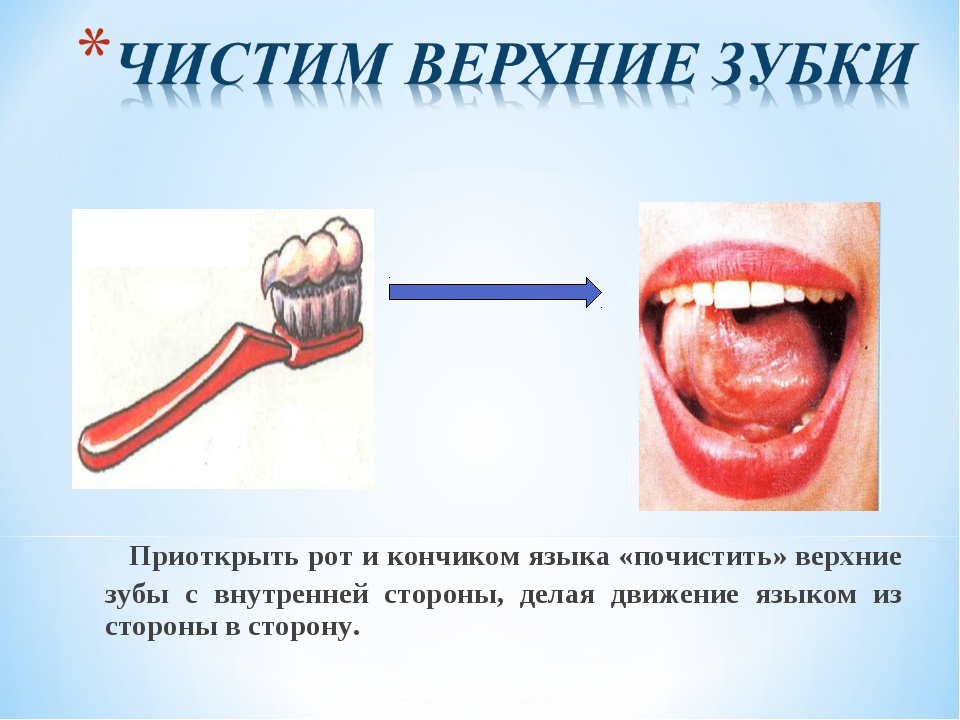 *ЧИСТИМ ВЕРХНИЕ ЗУБКИ
Приоткрыть рот и кончиком языка «почистить» верхние
зубы с внутренней стороны, делая движение языком из
стороны в сторону.